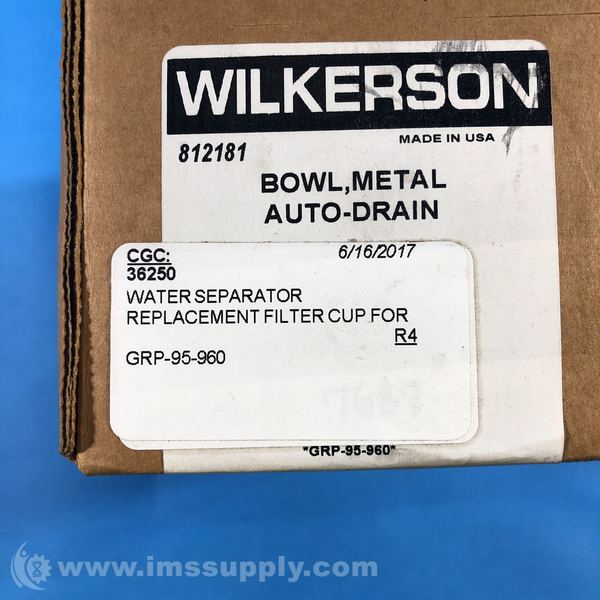 WILKERSON
MADE IN USA
812181
BOWL,METAL
AUTO-DRAIN
CGC: 6/16/2017
36250
WATER SEPARATOR
REPLACEMENT FILTER CUP FOR
R4
GRP-95-960
*GRP-95-960*
www.imssupply.com